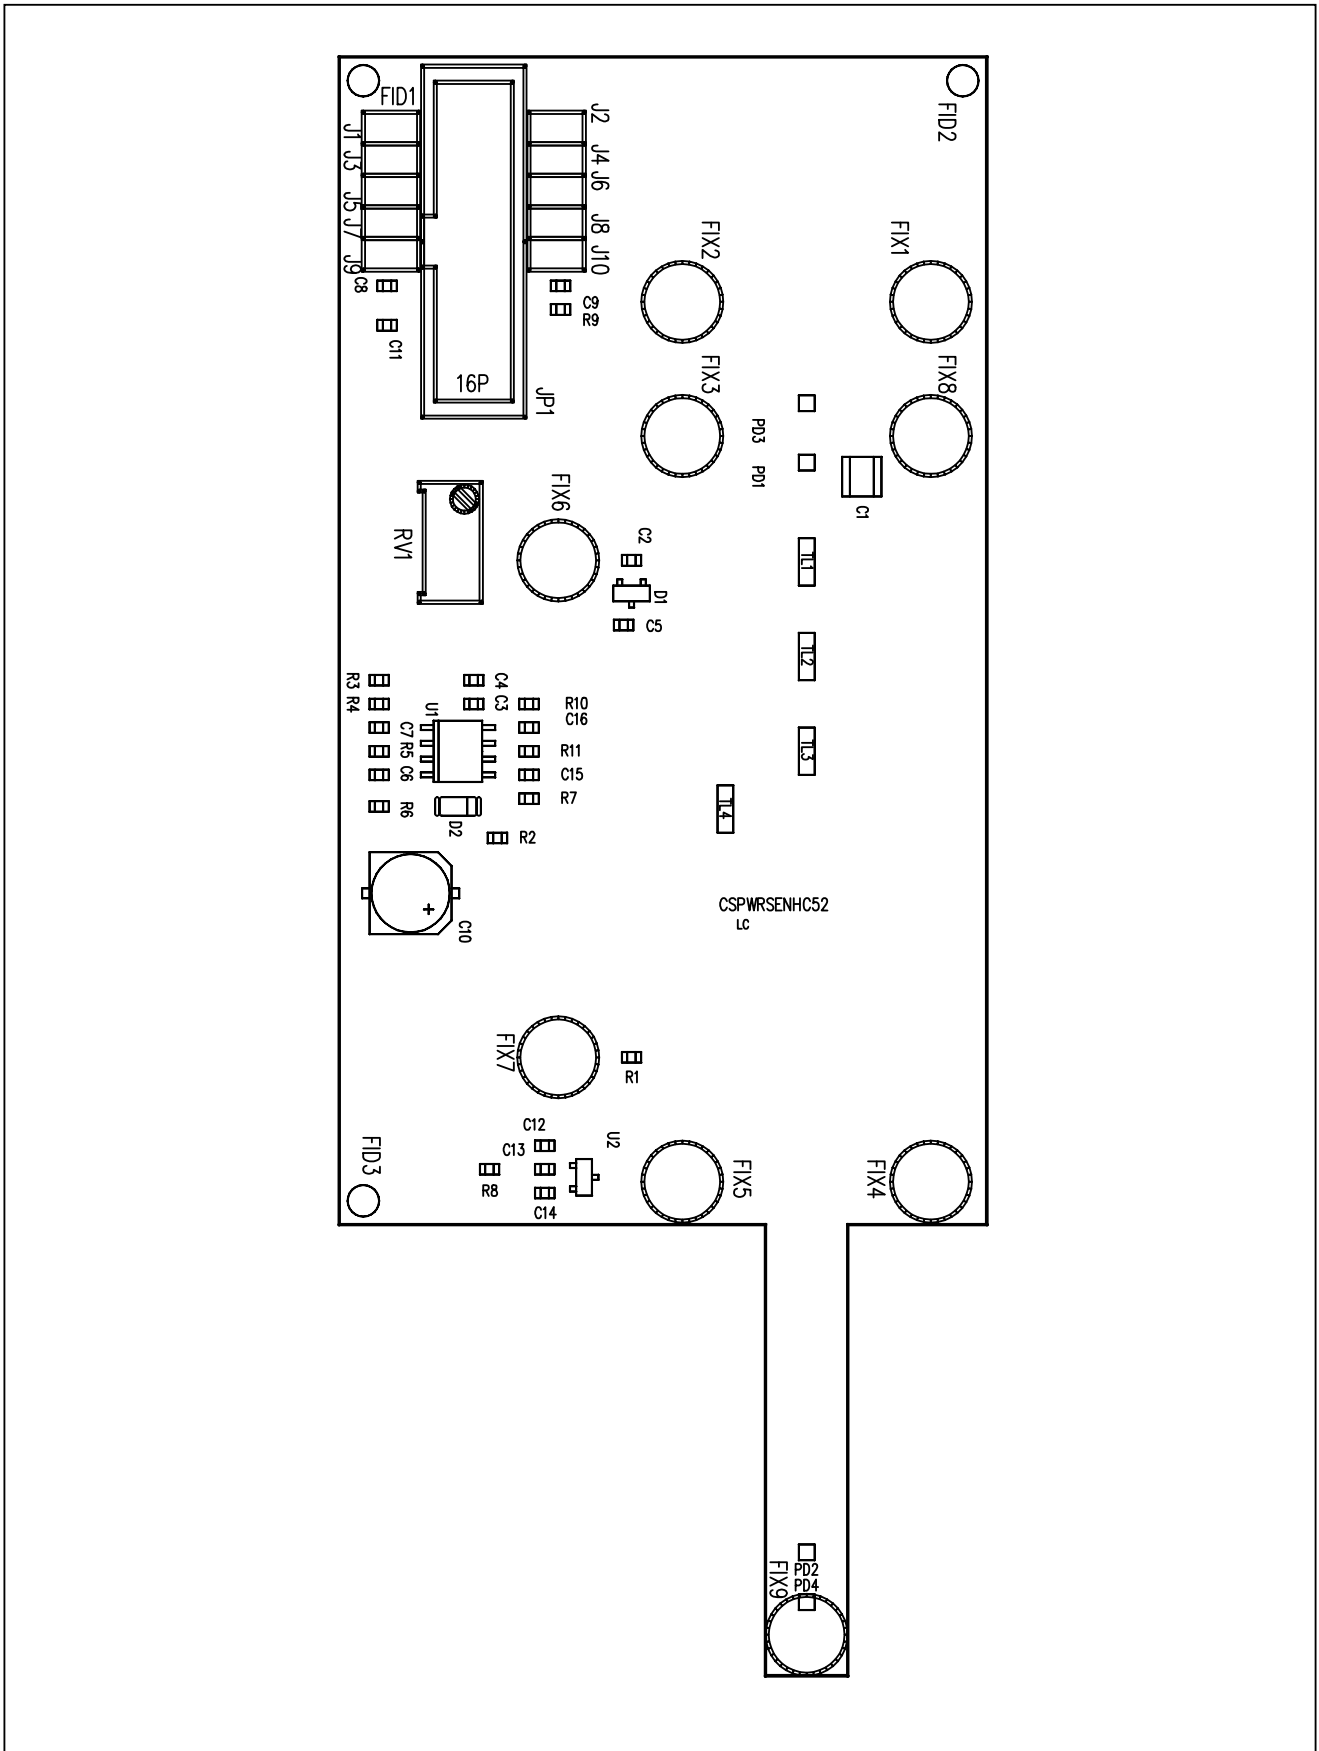 FID1
FID2
J1
J2
J3
J4
J5
J6
J7
J8
J9
J10
C8
C9
R9
C11
16P
JP1
FIX2
FIX1
FIX3
FIX8
PD3
PD1
C1
FIX6
RV1
C2
D1
C5
TL1
TL2
TL3
TL4
R3
R4
C4
C3
U1
R10
C16
C7
R5
C6
R6
R11
C15
R7
D2
R2
C10
CSPWRSENHC52
LC
FIX7
R1
C12
C13
U2
R8
C14
FID3
FIX5
FIX4
PD2
PD4
FIX9